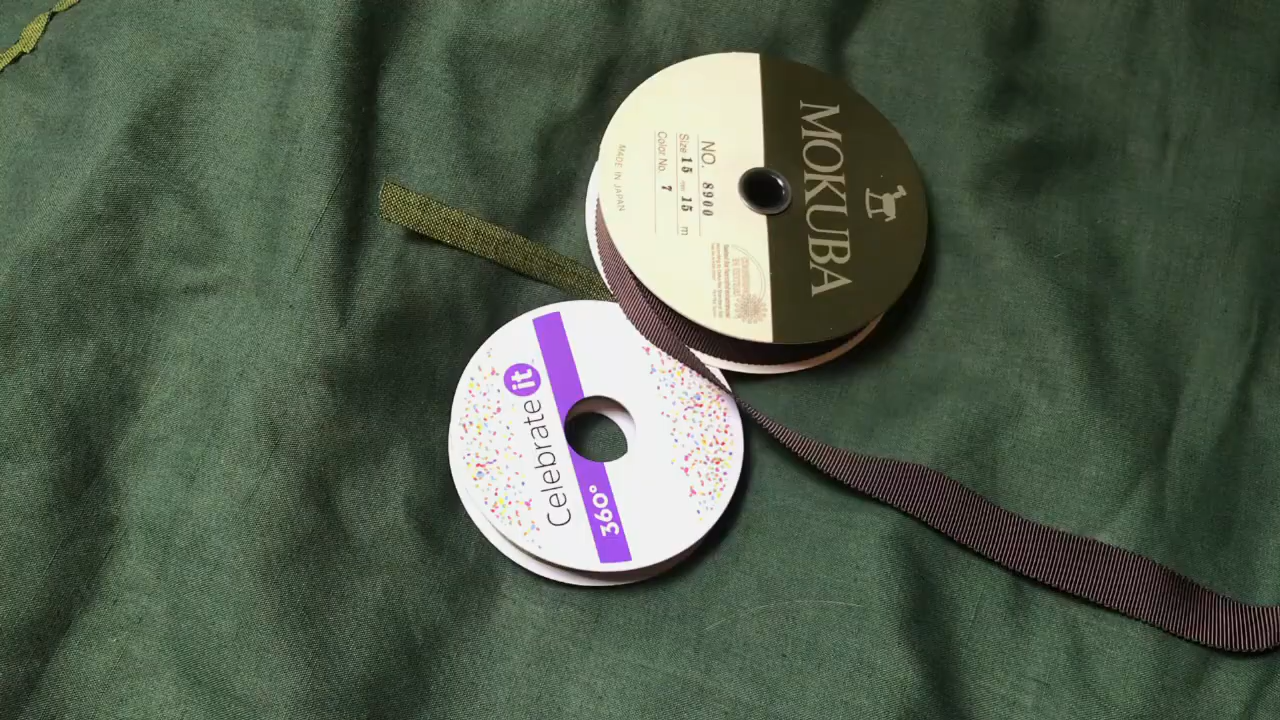 MOKUBA
NO. 8900
Size 15 mm 15 m
Color No. 7
MADE IN JAPAN
Celebrate it
360°